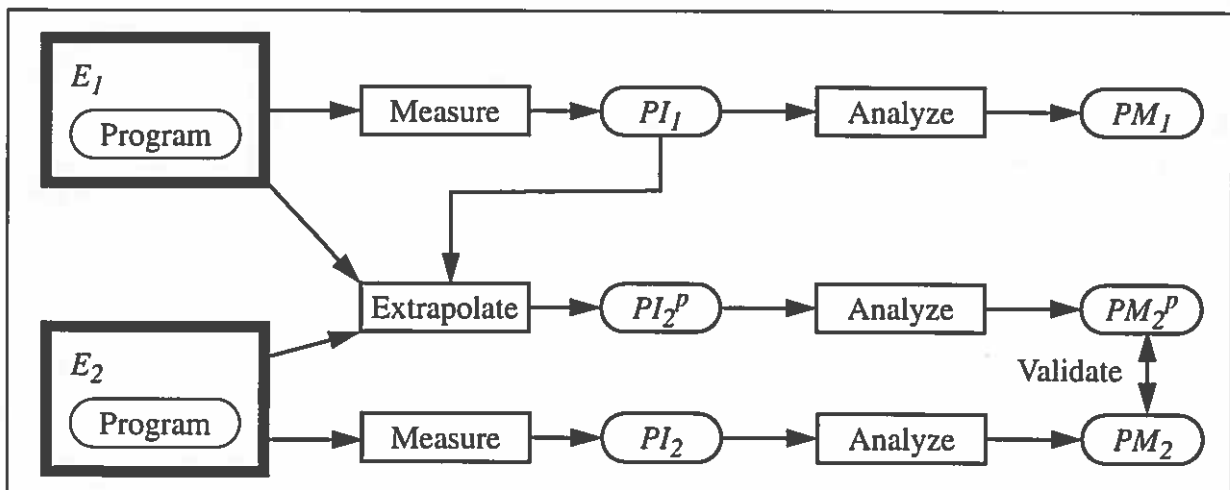 E₁
Program
Measure
PI₁
Analyze
PM₁
Extrapolate
PI₂ᵖ
Analyze
PM₂ᵖ
Validate
E₂
Program
Measure
PI₂
Analyze
PM₂